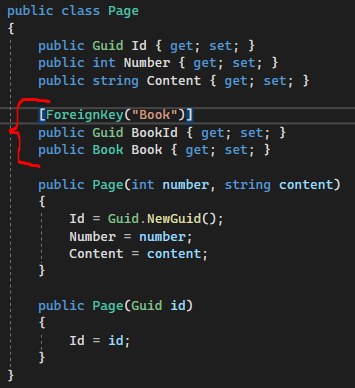 public class Page
{
public Guid Id { get; set; }
public int Number { get; set; }
public string Content { get; set; }
[ForeignKey("Book")]
public Guid BookId { get; set; }
public Book Book { get; set; }
public Page(int number, string content)
{
Id = Guid.NewGuid();
Number = number;
Content = content;
}
public Page(Guid id)
{
Id = id;
}
}